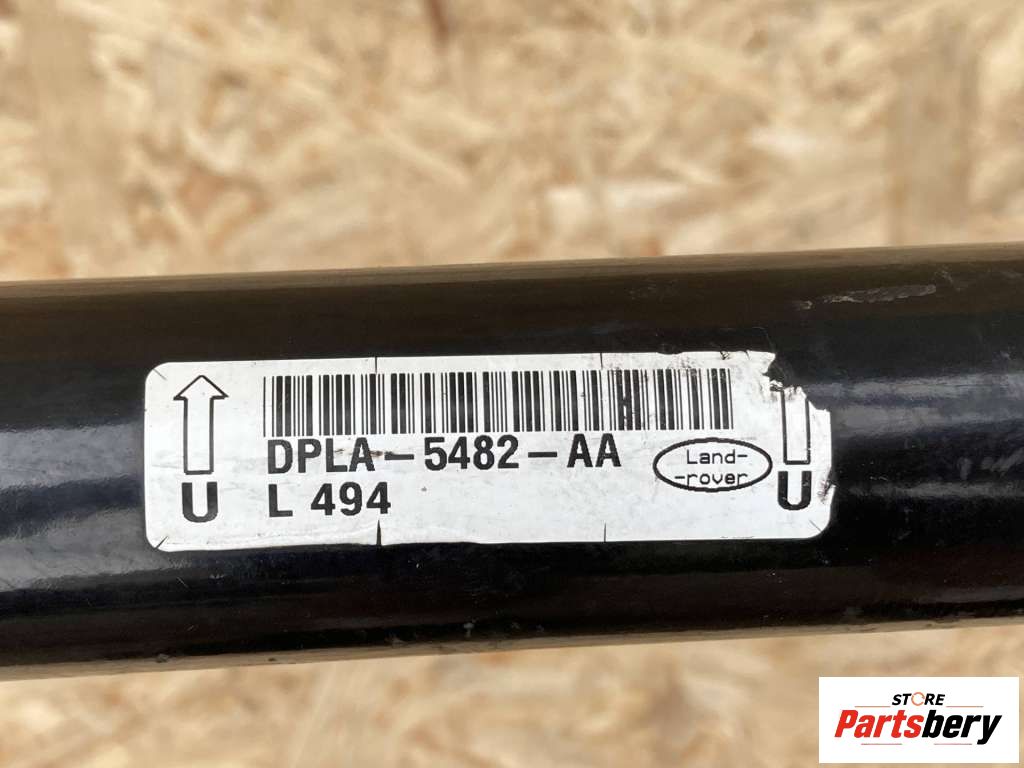 DPLA-5482-AA
L 494
Land-
-rover
U
U
STORE
Partsbery